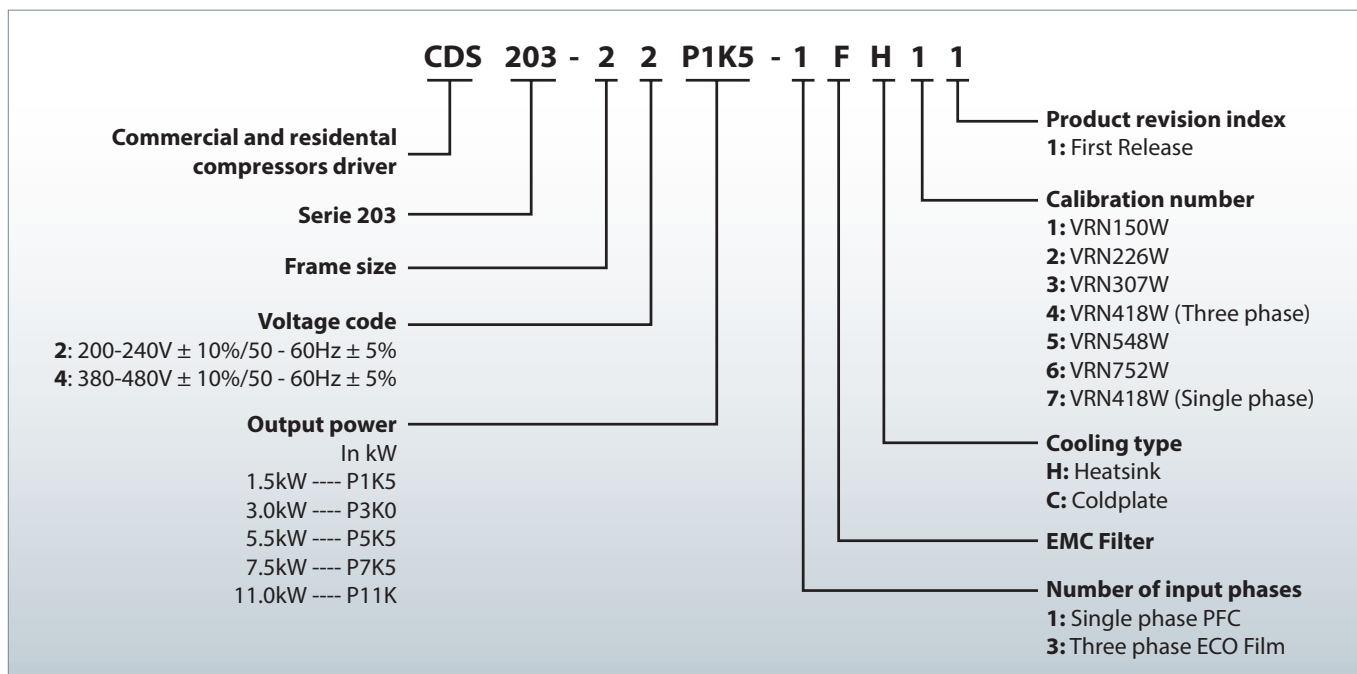 CDS 203 - 2 2 P1K5 - 1 F H 1 1
Commercial and residental
compressors driver
Serie 203
Frame size
Voltage code
2: 200-240V ± 10%/50 - 60Hz ± 5%
4: 380-480V ± 10%/50 - 60Hz ± 5%
Output power
In kW
1.5kW ---- P1K5
3.0kW ---- P3K0
5.5kW ---- P5K5
7.5kW ---- P7K5
11.0kW ---- P11K
Product revision index
1: First Release
Calibration number
1: VRN150W
2: VRN226W
3: VRN307W
4: VRN418W (Three phase)
5: VRN548W
6: VRN752W
7: VRN418W (Single phase)
Cooling type
H: Heatsink
C: Coldplate
EMC Filter
Number of input phases
1: Single phase PFC
3: Three phase ECO Film